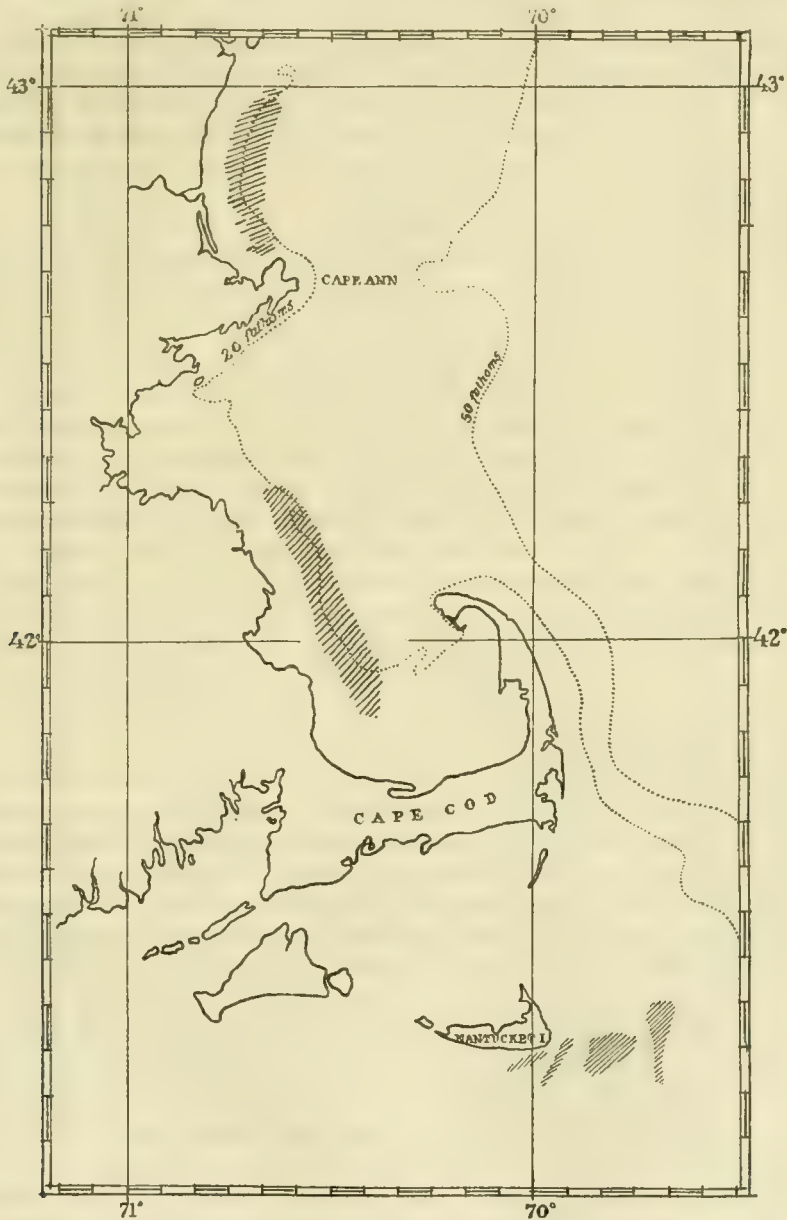 71°
70°
43°
43°
CAPE ANN
20 fathoms
50 fathoms
42°
42°
CAPE COD
NANTUCKET I
71°
70°